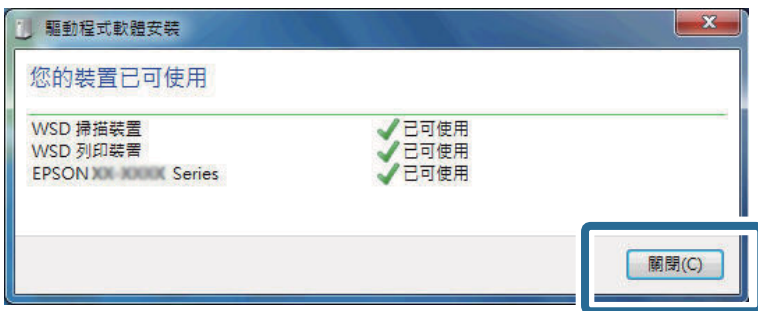 驅動程式軟體安裝
您的裝置已可使用
WSD 掃描裝置 已可使用
WSD 列印裝置 已可使用
EPSON Series 已可使用
關閉(C)